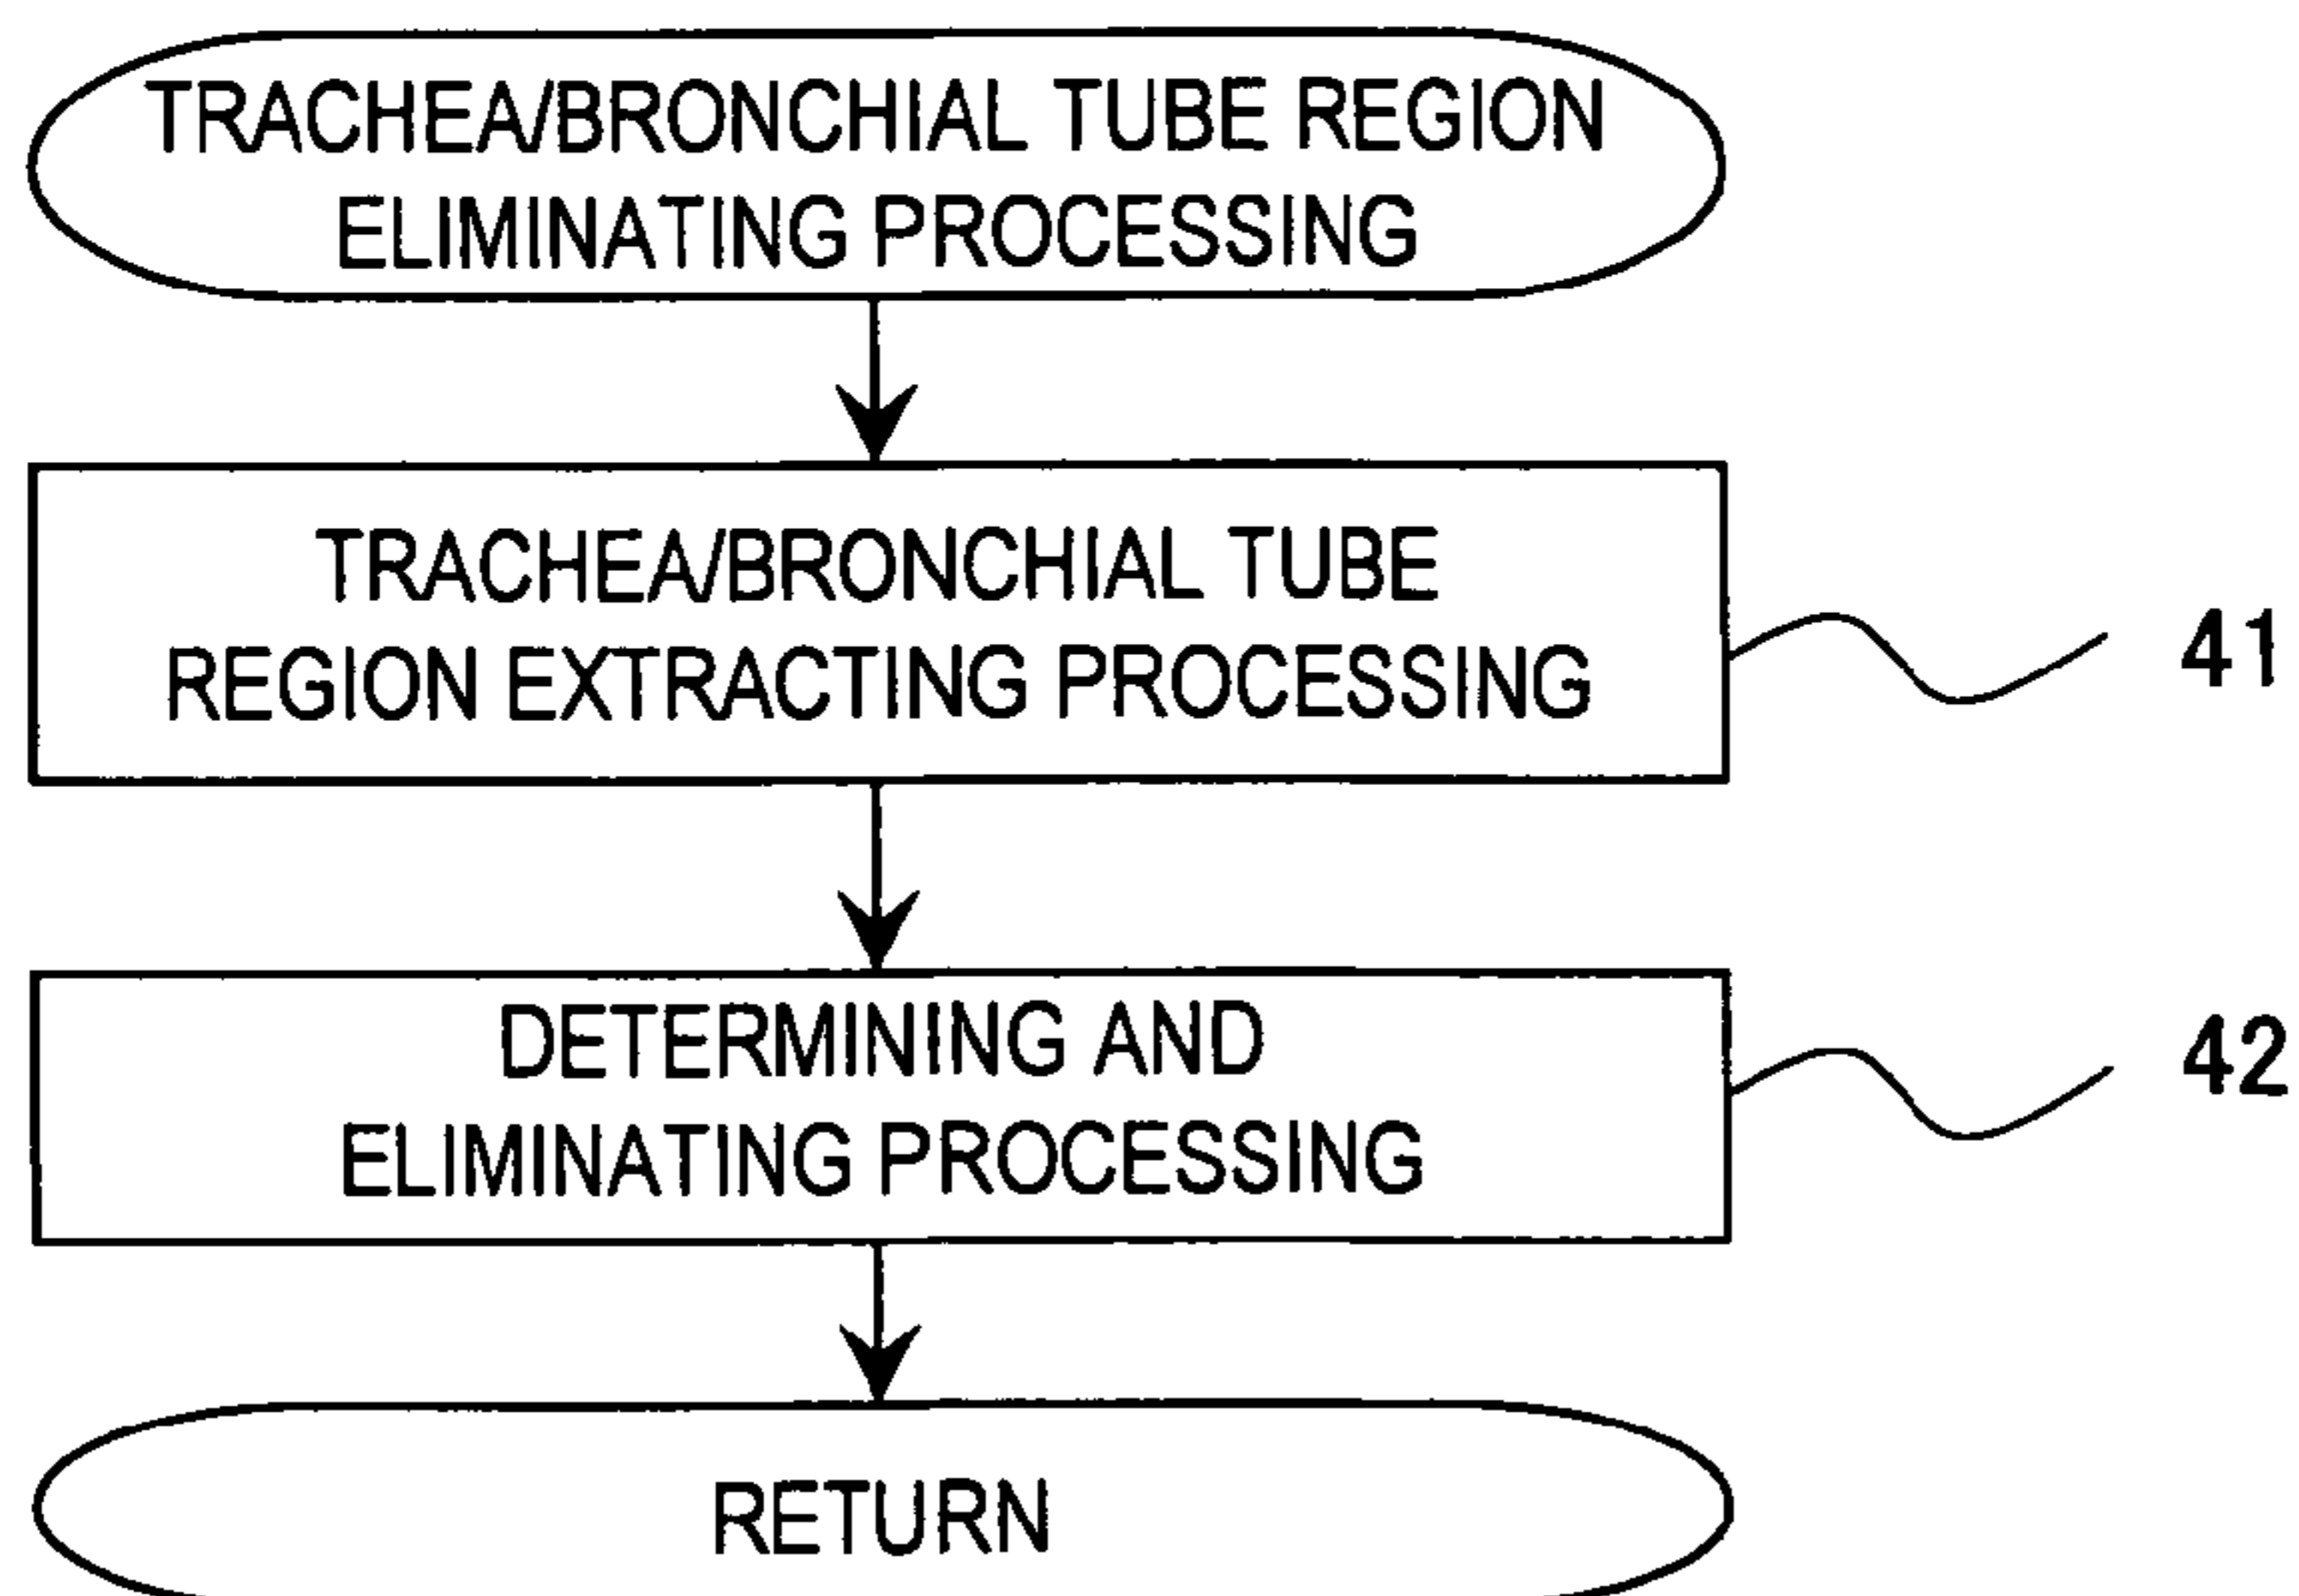 TRACHEA/BRONCHIAL TUBE REGION
ELIMINATING PROCESSING
TRACHEA/BRONCHIAL TUBE
REGION EXTRACTING PROCESSING
41
DETERMINING AND
ELIMINATING PROCESSING
42
RETURN